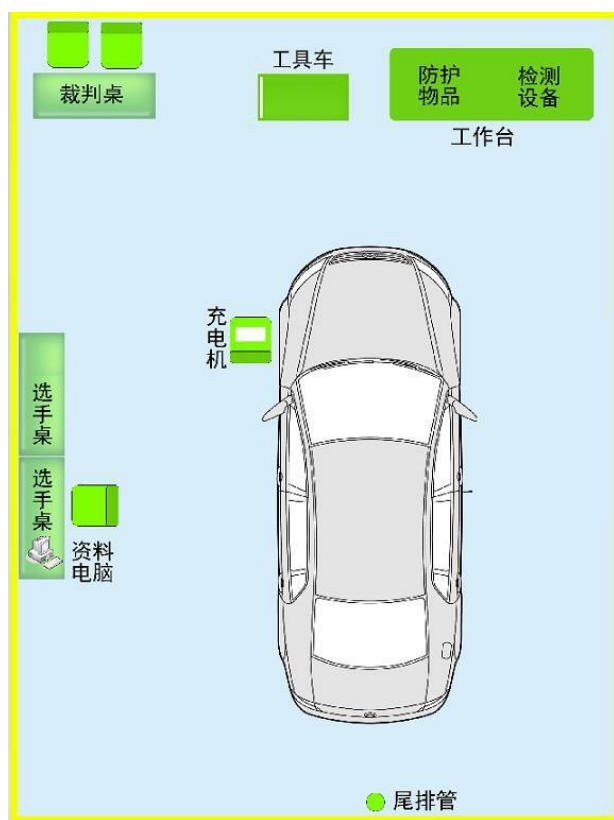 工具车
裁判桌
防护
物品
检测
设备
工作台
充
电
机
选
手
桌
选
手
桌
资料
电脑
尾排管